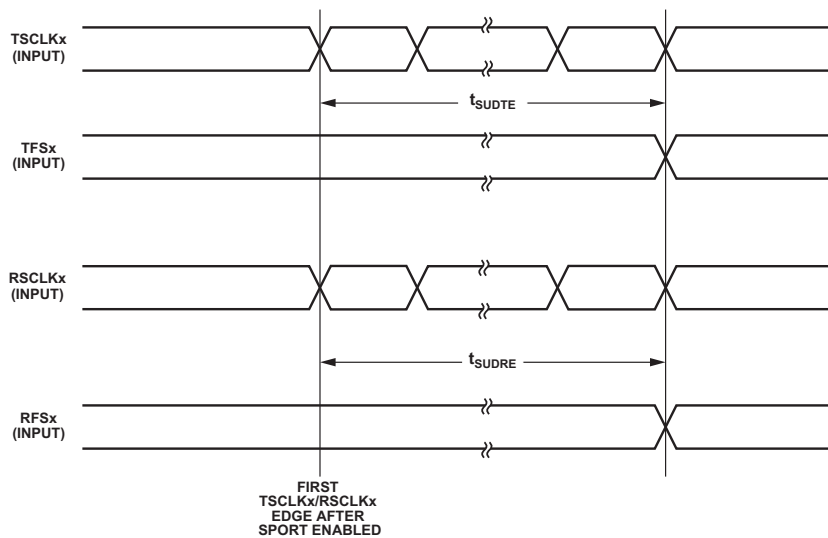 TSCLKx
(INPUT)
tSUDTE
TFSx
(INPUT)
RSCLKx
(INPUT)
tSUDRE
RFSx
(INPUT)
FIRST
TSCLKx/RSCLKx
EDGE AFTER
SPORT ENABLED